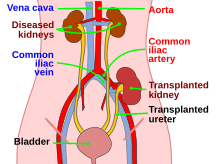 Vena cava
Aorta
Diseased
kidneys
Common
iliac
artery
Common
iliac
vein
Transplanted
kidney
Transplanted
ureter
Bladder